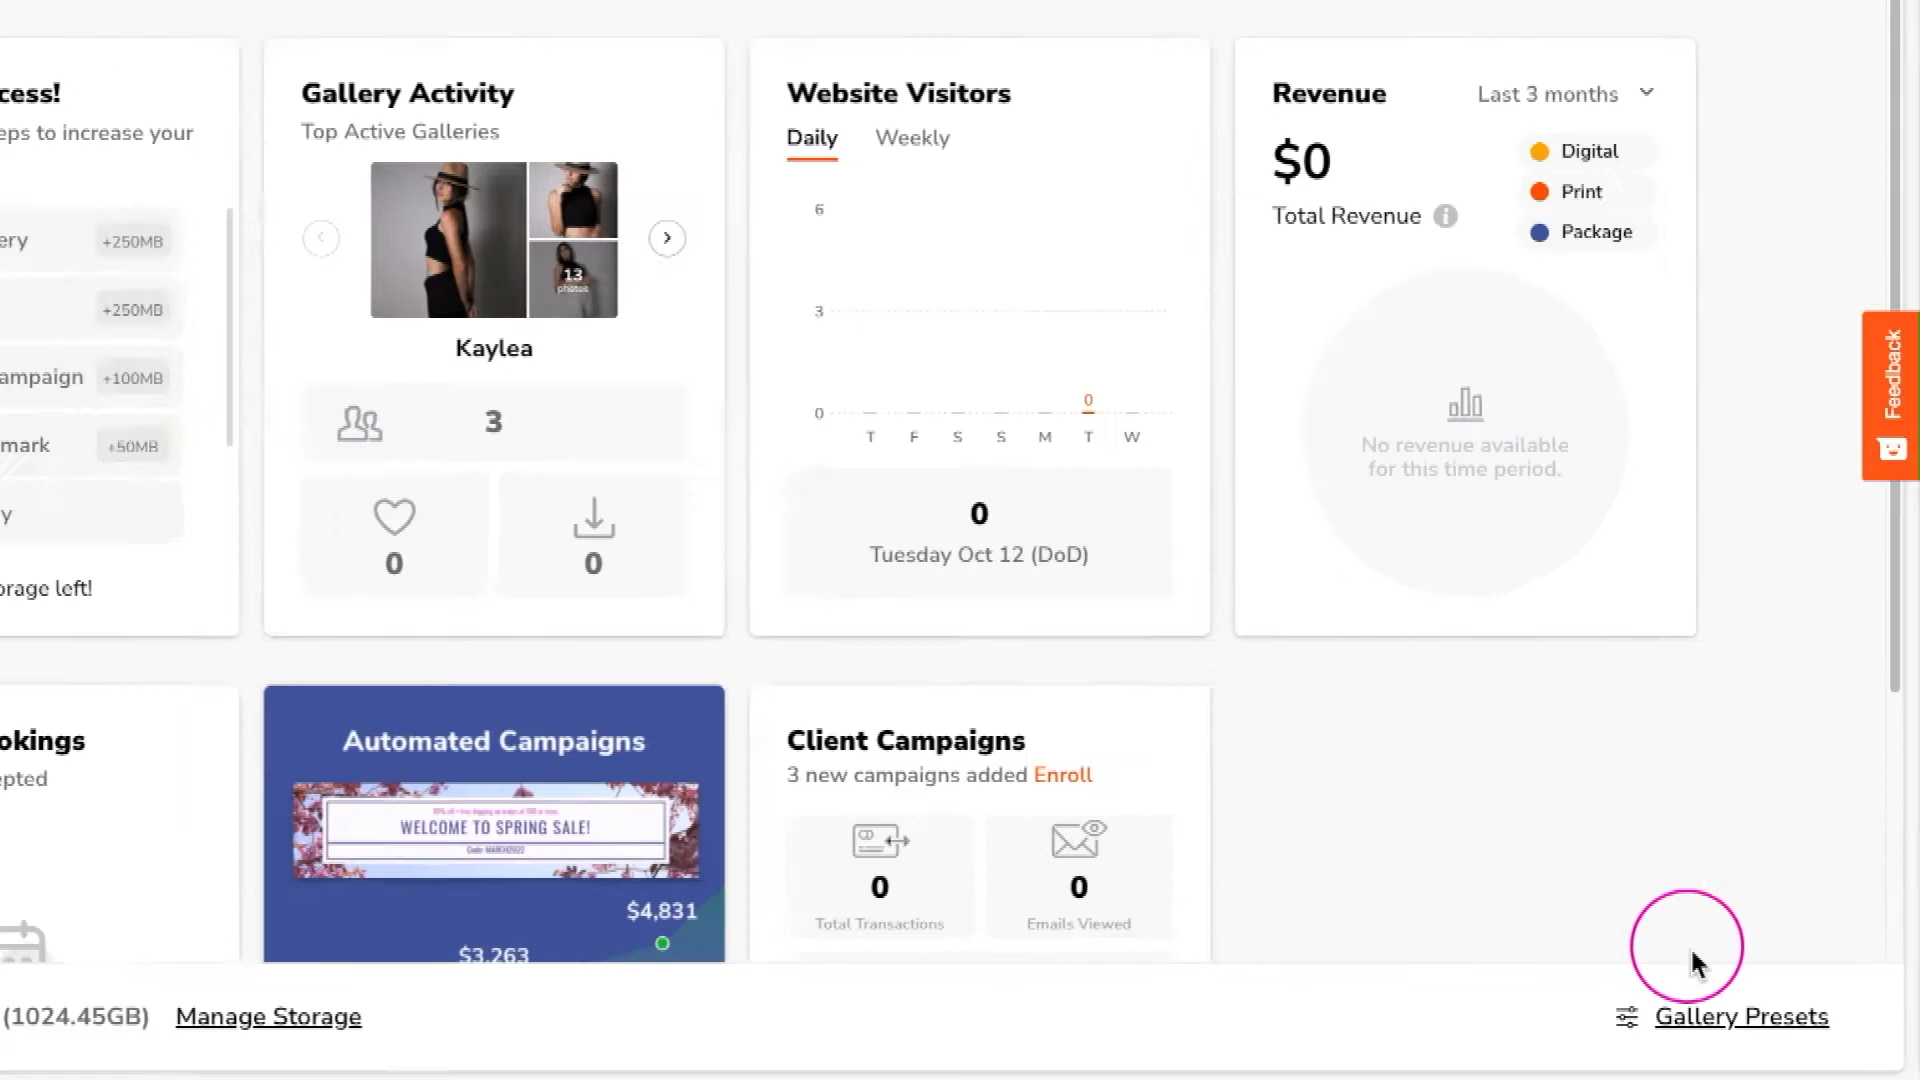 cess!
eps to increase your
ery
+250MB
+250MB
ampaign
+100MB
mark
+50MB
y
orage left!
Gallery Activity
Top Active Galleries
13
photos
Kaylea
3
0
0
Website Visitors
Daily Weekly
6
3
0
0
T F S S M T W
0
Tuesday Oct 12 (DoD)
Revenue
Last 3 months
$0
Total Revenue
Digital
Print
Package
No revenue available
for this time period.
Feedback
okings
epted
Automated Campaigns
WELCOME TO SPRING SALE!
Code: MARCH2022
$4,831
$3,263
Client Campaigns
3 new campaigns added Enroll
0
Total Transactions
0
Emails Viewed
(1024.45GB) Manage Storage
Gallery Presets